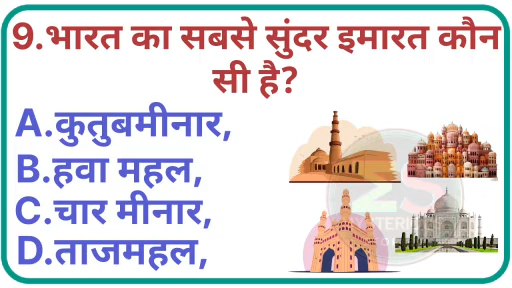 9.भारत का सबसे सुंदर इमारत कौन
सी है?
A.कुतुबमीनार,
B.हवा महल,
C.चार मीनार,
D.ताजमहल,